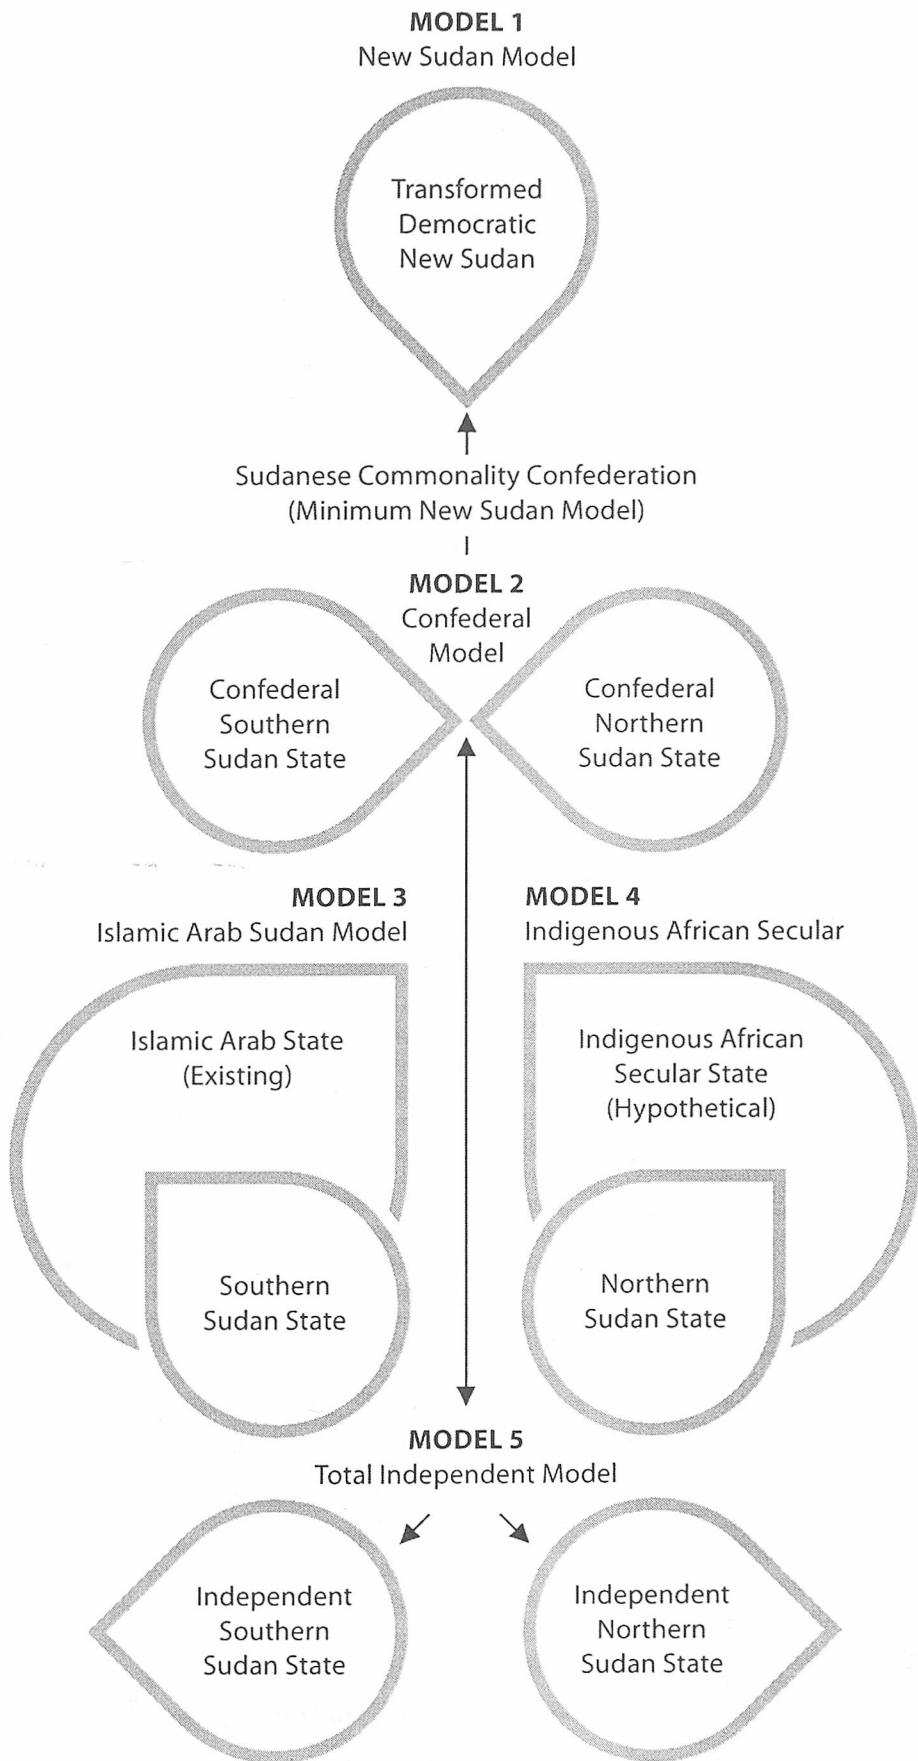 MODEL 1
New Sudan Model
Transformed
Democratic
New Sudan
Sudanese Commonality Confederation
(Minimum New Sudan Model)
MODEL 2
Confederal
Model
Confederal
Southern
Sudan State
Confederal
Northern
Sudan State
MODEL 3
Islamic Arab Sudan Model
Islamic Arab State
(Existing)
Southern
Sudan State
MODEL 4
Indigenous African Secular
Indigenous African
Secular State
(Hypothetical)
Northern
Sudan State
MODEL 5
Total Independent Model
Independent
Southern
Sudan State
Independent
Northern
Sudan State